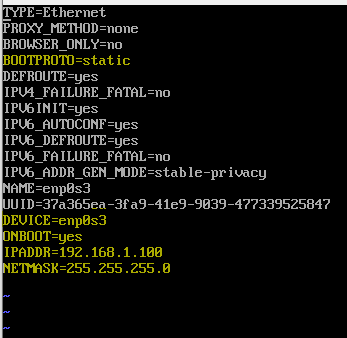 TYPE=Ethernet
PROXY_METHOD=none
BROWSER_ONLY=no
BOOTPROTO=static
DEFROUTE=yes
IPV4_FAILURE_FATAL=no
IPV6INIT=yes
IPV6_AUTOCONF=yes
IPV6_DEFROUTE=yes
IPV6_FAILURE_FATAL=no
IPV6_ADDR_GEN_MODE=stable-privacy
NAME=enp0s3
UUID=37a365ea-3fa9-41e9-9039-477339525847
DEVICE=enp0s3
ONBOOT=yes
IPADDR=192.168.1.100
NETMASK=255.255.255.0
~
~
~